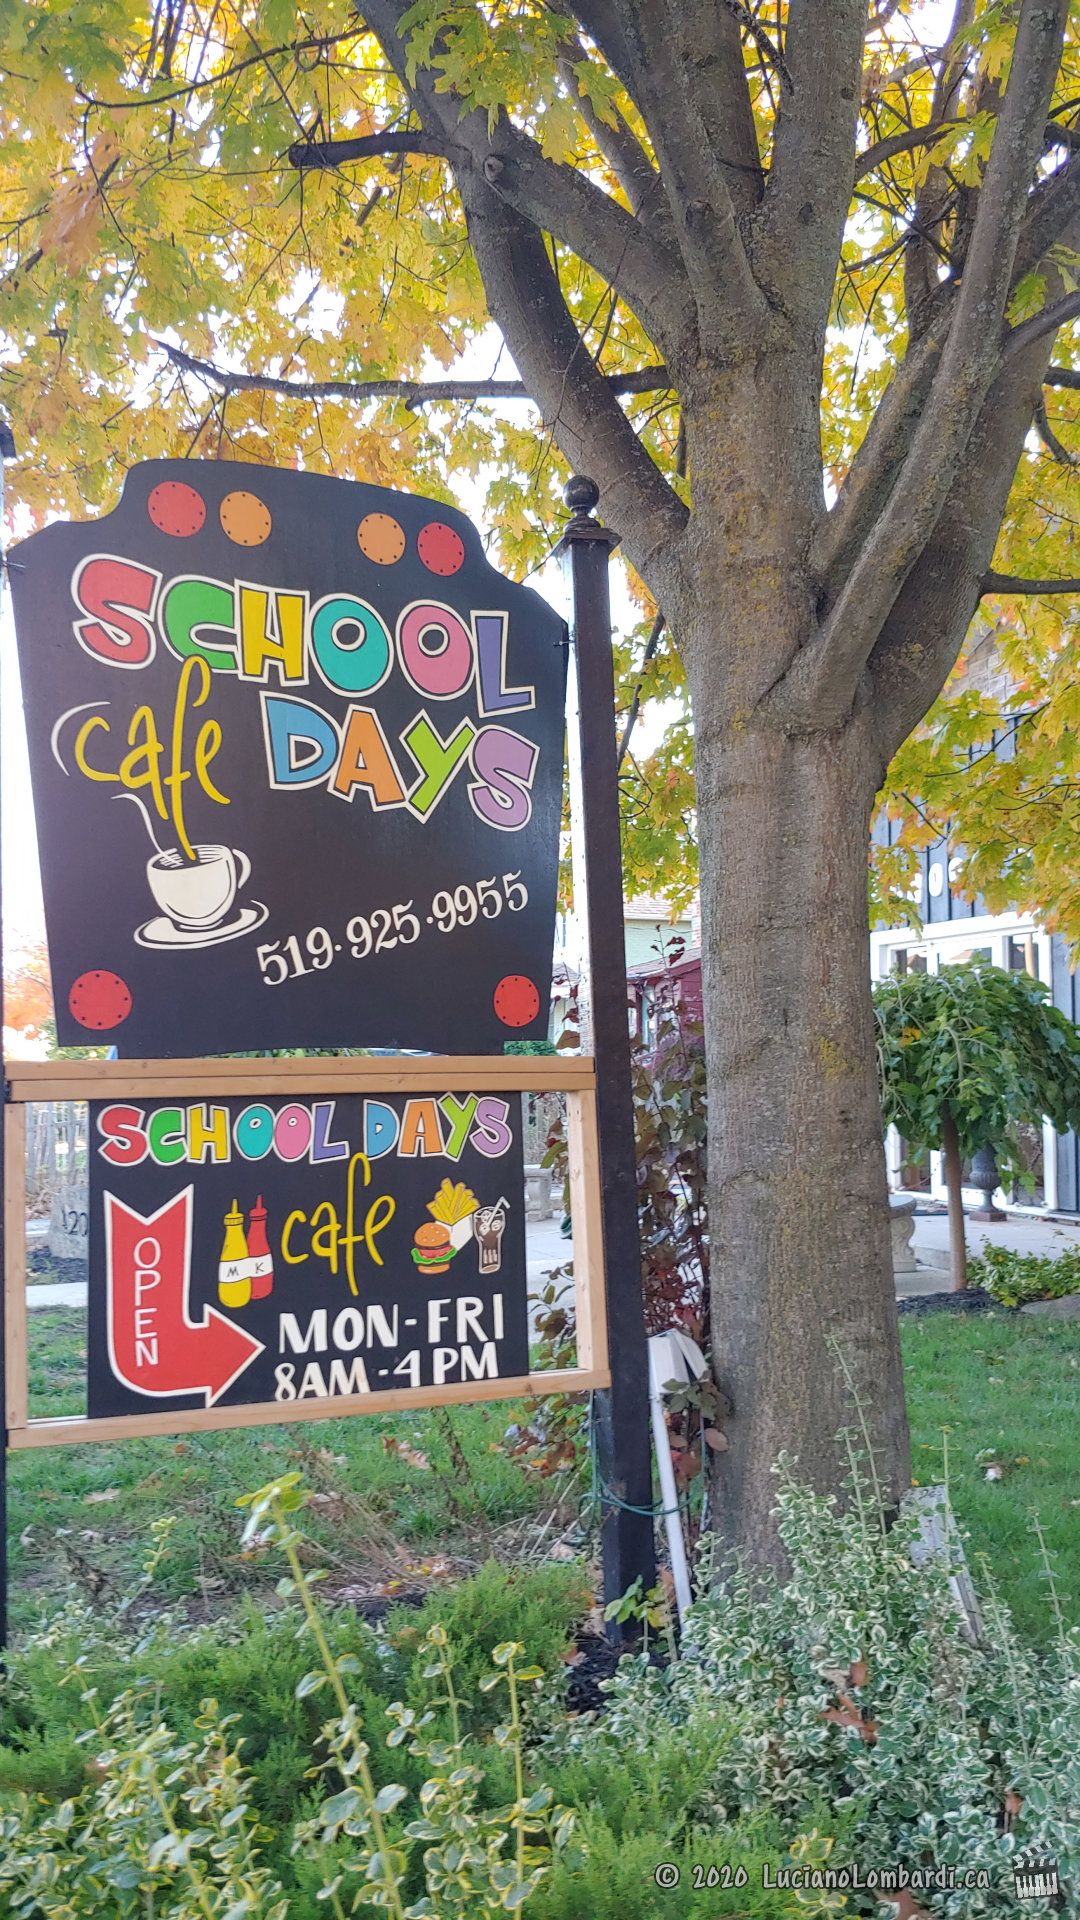 SCHOOL
cafe DAYS
519·925·9955
SCHOOL DAYS
cafe
OPEN
M K
MON-FRI
8AM-4PM
© 2020 LucianoLombardi.ca